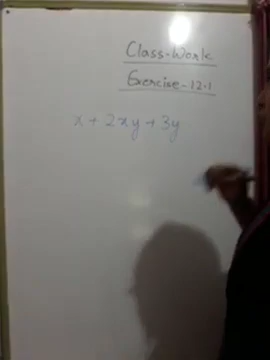 Class-Work
Exercise-12.1
x + 2xy + 3y